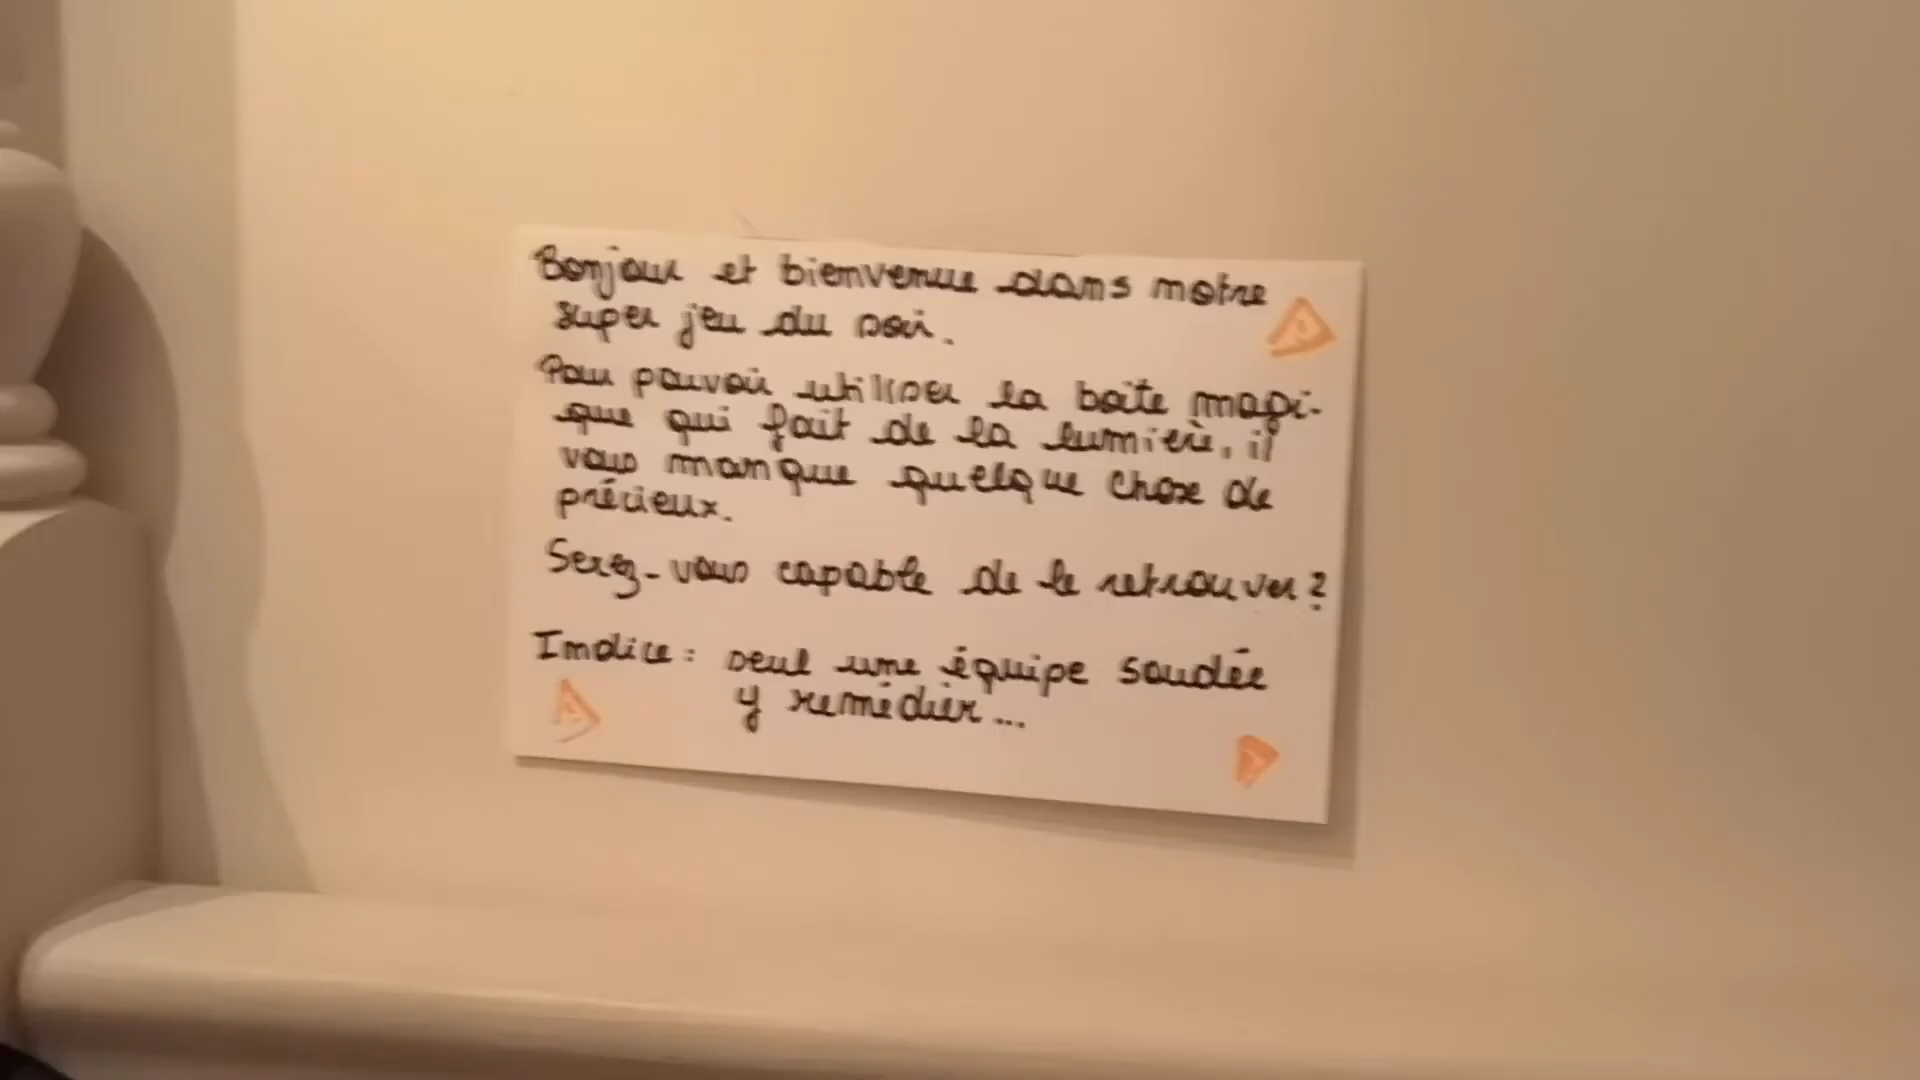 Bonjour et bienvenue dans notre
super jeu du soir.
Pour pouvoir utiliser la boîte magi-
que qui fait de la lumière, il
vous manque quelque chose de
précieux.
Serez-vous capable de le retrouver?
Indice: seul une équipe soudée
y remédier...